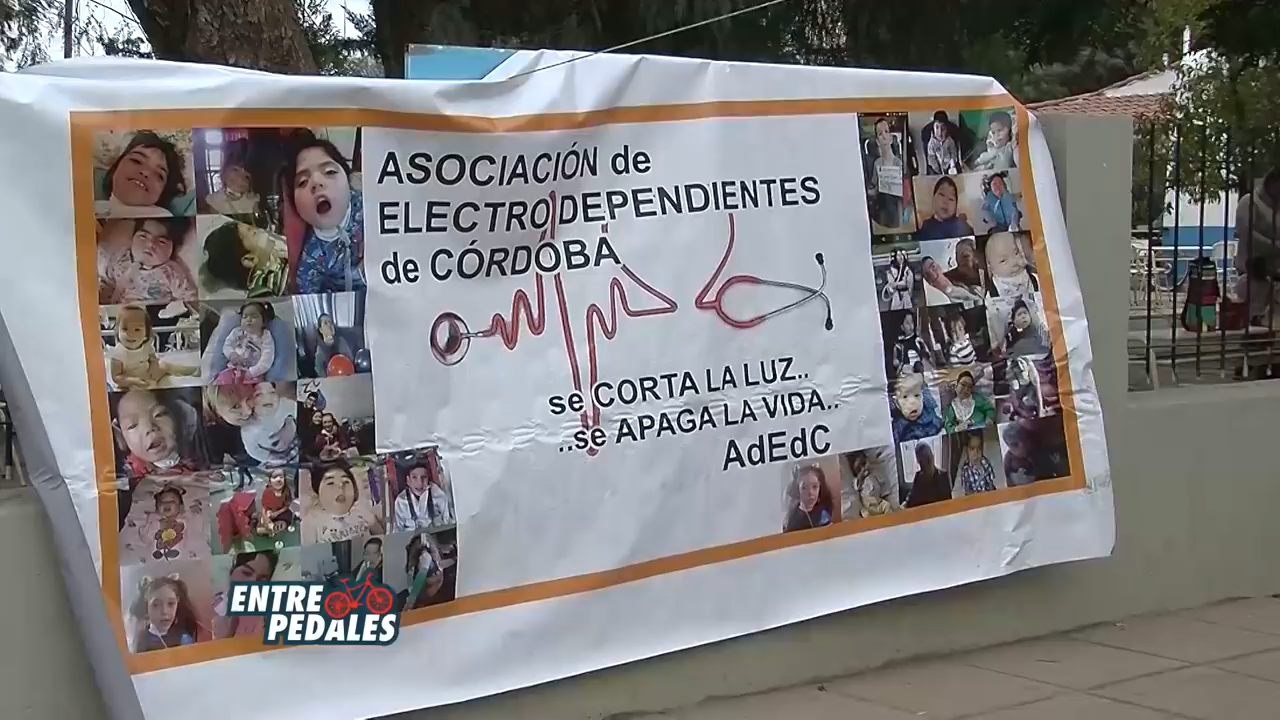 ASOCIACIÓN de
ELECTRODEPENDIENTES
de CÓRDOBA
se CORTA LA LUZ..
..se APAGA LA VIDA..
AdEdC
ENTRE
PEDALES